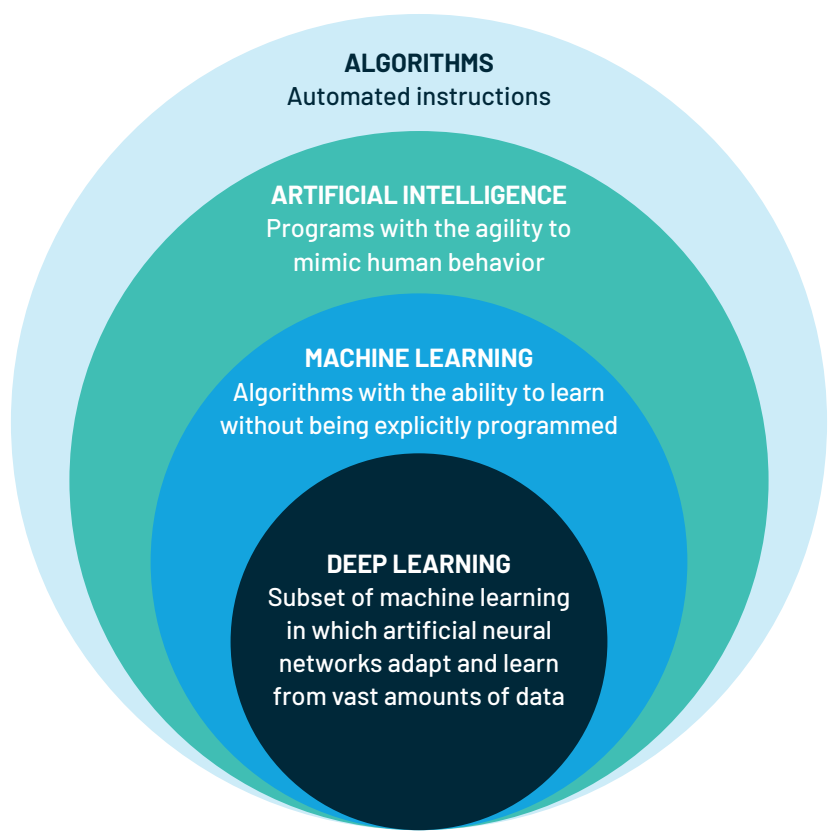 ALGORITHMS
Automated instructions
ARTIFICIAL INTELLIGENCE
Programs with the agility to
mimic human behavior
MACHINE LEARNING
Algorithms with the ability to learn
without being explicitly programmed
DEEP LEARNING
Subset of machine learning
in which artificial neural
networks adapt and learn
from vast amounts of data